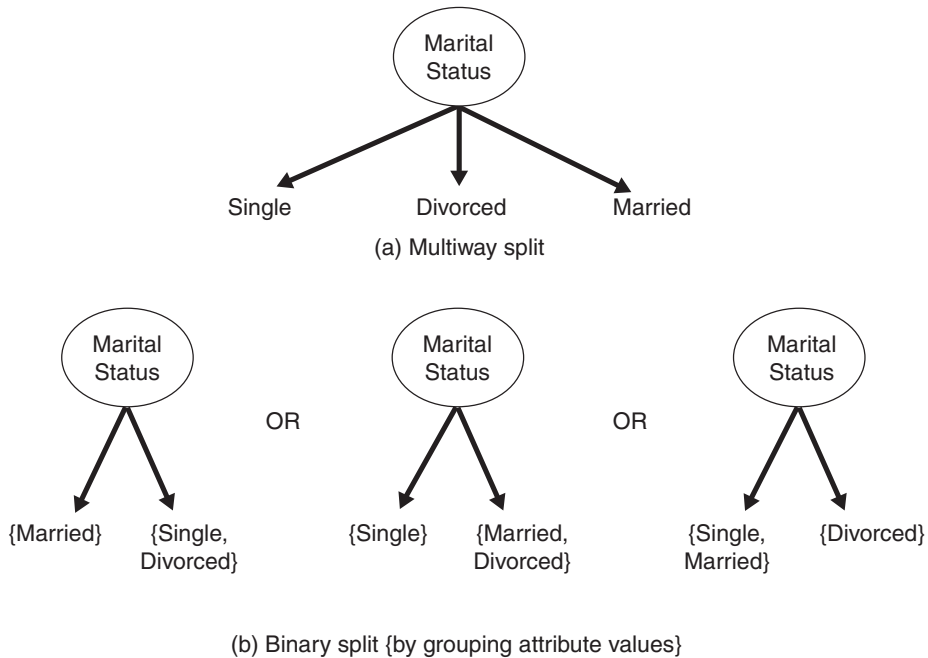 Marital
Status
Single
Divorced
Married
(a) Multiway split
Marital
Status
OR
Marital
Status
OR
Marital
Status
{Married}
{Single,
Divorced}
{Single}
{Married,
Divorced}
{Single,
Married}
{Divorced}
(b) Binary split {by grouping attribute values}